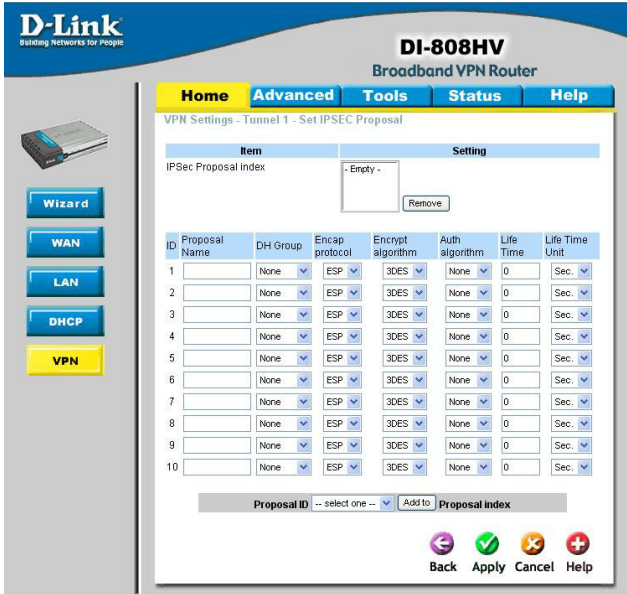 D-Link
Building Networks for People
DI-808HV
Broadband VPN Router
Home Advanced Tools Status Help
VPN Settings - Tunnel 1 - Set IPSEC Proposal
Item Setting
IPSec Proposal index - Empty -
Remove
Wizard
WAN
LAN
DHCP
VPN
ID Proposal Name DH Group Encap protocol Encrypt algorithm Auth algorithm Life Time Life Time Unit
1 None ESP 3DES None 0 Sec.
2 None ESP 3DES None 0 Sec.
3 None ESP 3DES None 0 Sec.
4 None ESP 3DES None 0 Sec.
5 None ESP 3DES None 0 Sec.
6 None ESP 3DES None 0 Sec.
7 None ESP 3DES None 0 Sec.
8 None ESP 3DES None 0 Sec.
9 None ESP 3DES None 0 Sec.
10 None ESP 3DES None 0 Sec.
Proposal ID -- select one -- Add to Proposal index
Back Apply Cancel Help